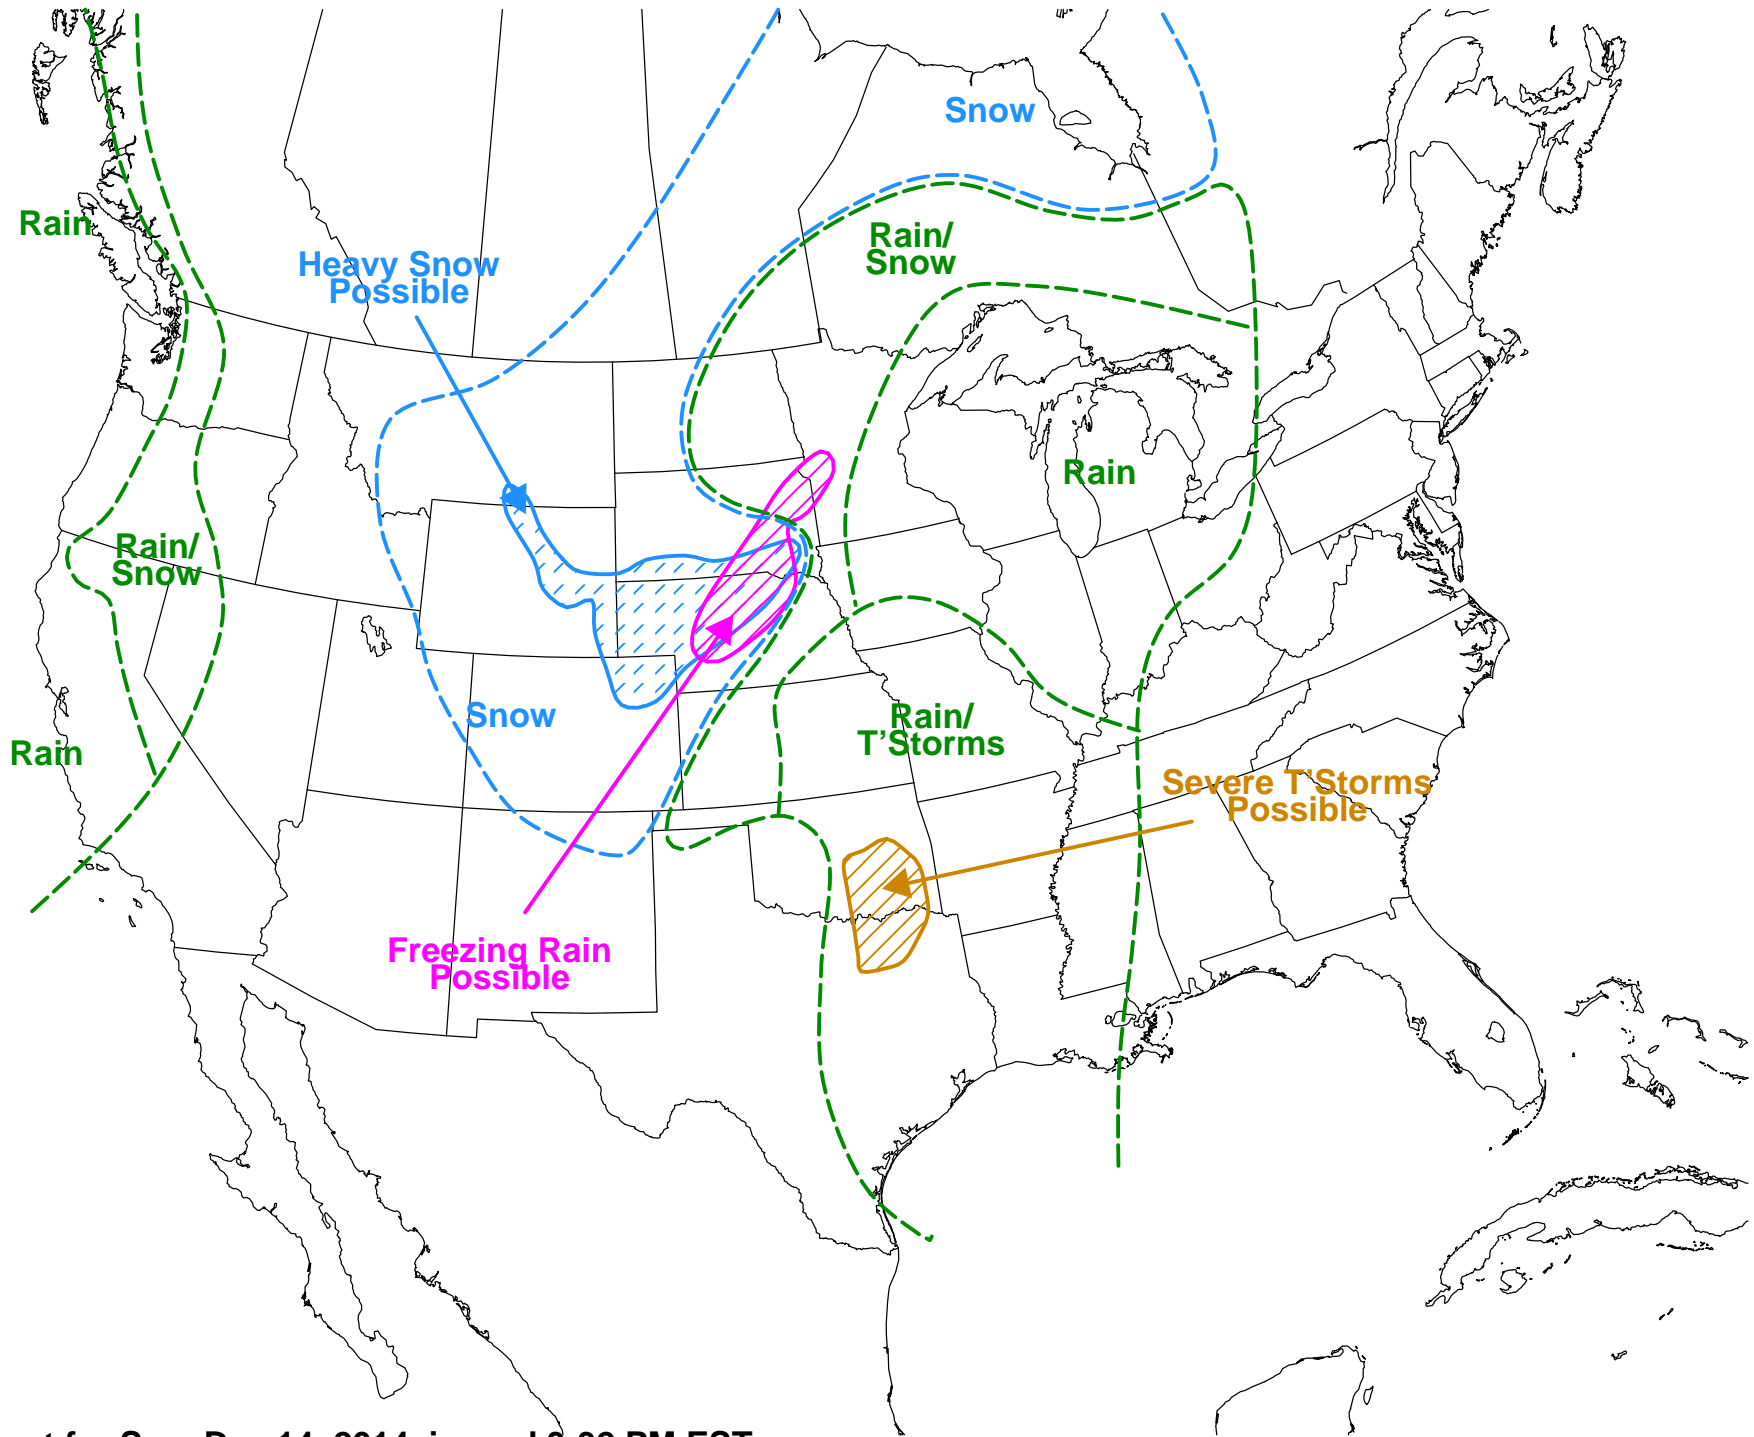 Snow
Rain
Rain/
Snow
Heavy Snow
Possible
Rain
Rain/
Snow
Snow
Rain/
T'Storms
Rain
Severe T'Storms
Possible
Freezing Rain
Possible